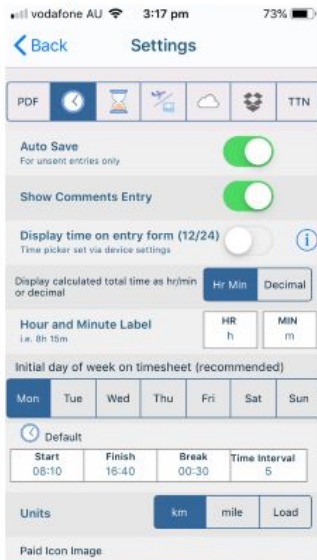 vodafone AU 3:17 pm 73%
Back Settings
PDF TTN
Auto Save
For unsent entries only
Show Comments Entry
Display time on entry form (12/24)
Time picker set via device settings
Display calculated total time as hr/min or decimal
Hr Min Decimal
Hour and Minute Label
i.e. 8h 15m
HR MIN
h m
Initial day of week on timesheet (recommended)
Mon Tue Wed Thu Fri Sat Sun
Default
Start Finish Break Time Interval
08:10 16:40 00:30 5
Units km mile Load
Paid Icon Image